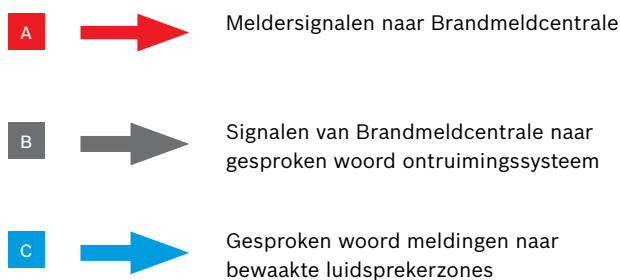 A
Meldersignalen naar Brandmeldcentrale
B
Signalen van Brandmeldcentrale naar
gesproken woord ontruimingssysteem
C
Gesproken woord meldingen naar
bewaakte luidsprekerzones